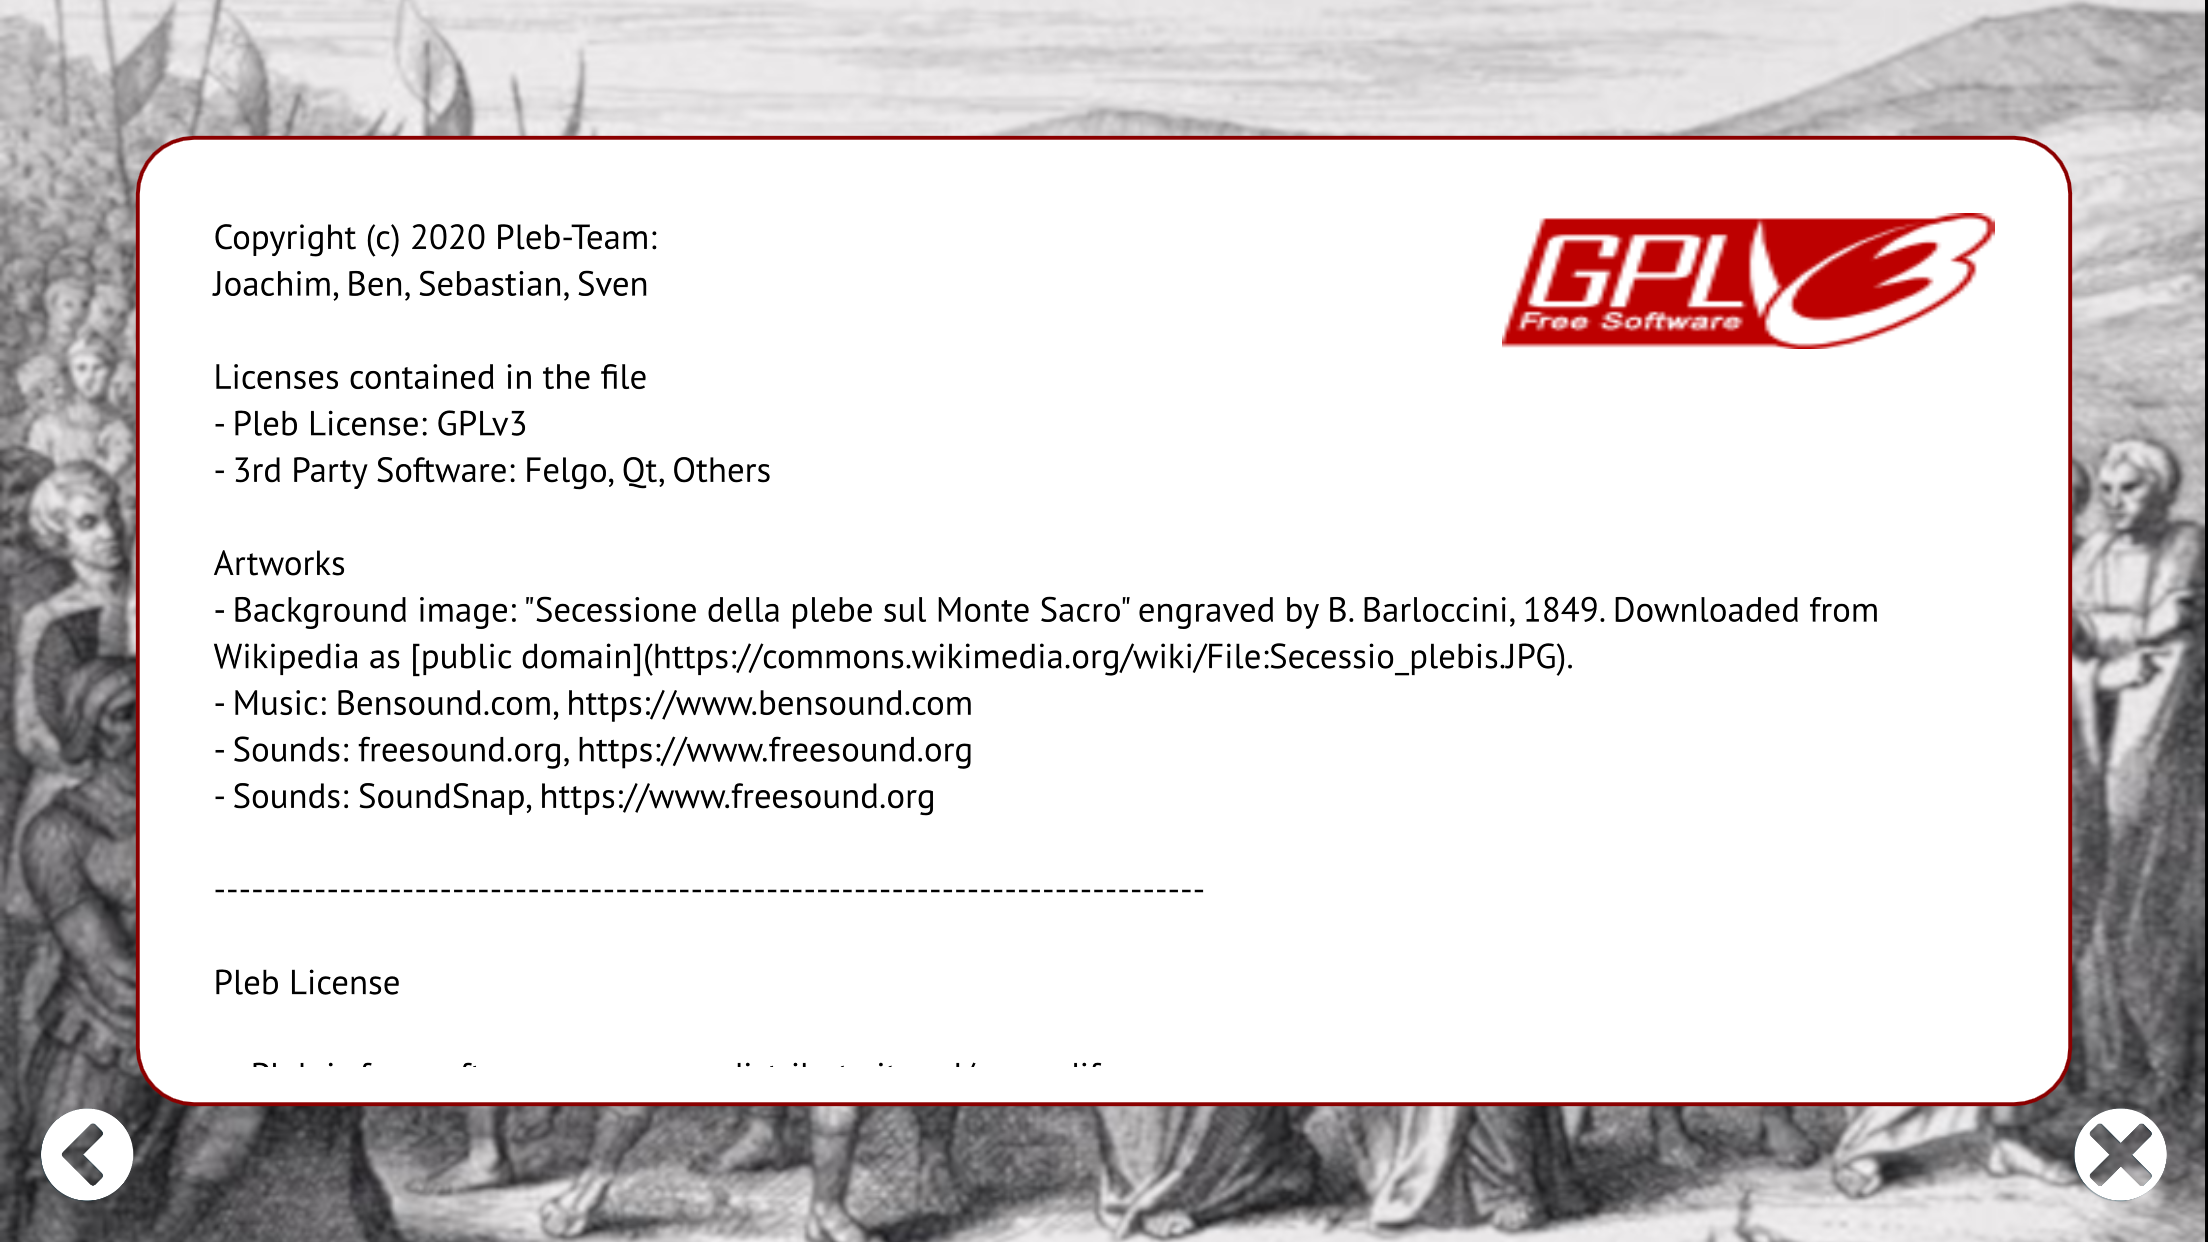 Copyright (c) 2020 Pleb-Team:
Joachim, Ben, Sebastian, Sven
GPLv3
Free Software
Licenses contained in the file
- Pleb License: GPLv3
- 3rd Party Software: Felgo, Qt, Others
Artworks
- Background image: "Secessione della plebe sul Monte Sacro" engraved by B. Barloccini, 1849. Downloaded from
Wikipedia as [public domain](https://commons.wikimedia.org/wiki/File:Secessio_plebis.JPG).
- Music: Bensound.com, https://www.bensound.com
- Sounds: freesound.org, https://www.freesound.org
- Sounds: SoundSnap, https://www.freesound.org
-------------------------------------------------------------------------------
Pleb License